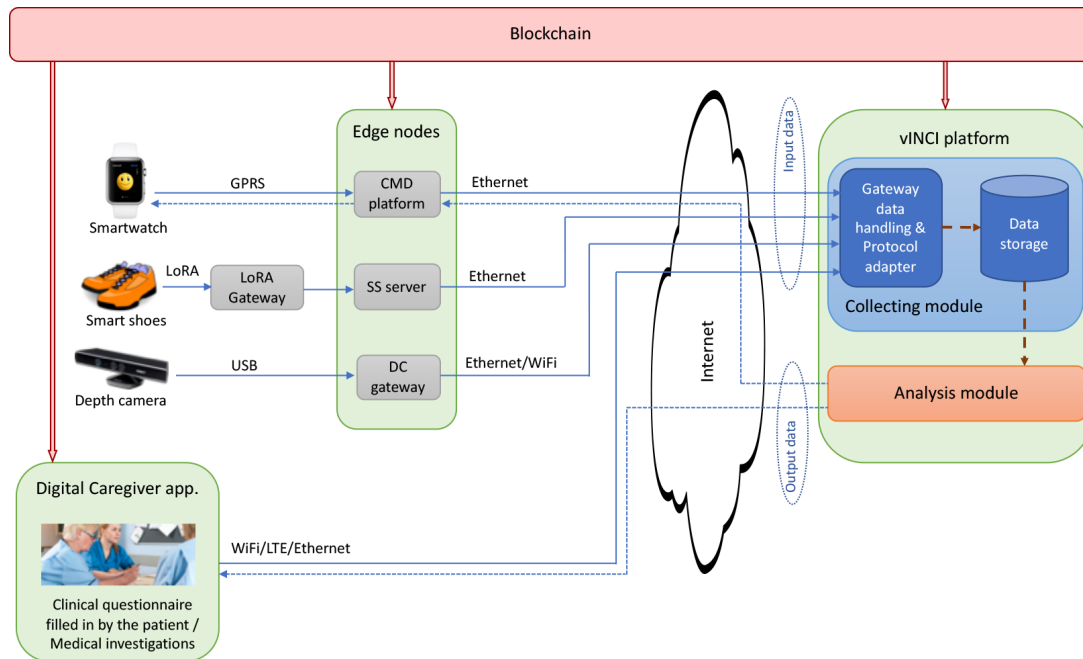 Blockchain
Edge nodes
vINCI platform
Input data
Smartwatch
GPRS
CMD
platform
Ethernet
Gateway
data
handling &
Protocol
adapter
Data
storage
Collecting module
Smart shoes
LoRA
LoRA
Gateway
SS server
Ethernet
Internet
Depth camera
USB
DC
gateway
Ethernet/WiFi
Output data
Analysis module
Digital Caregiver app.
WiFi/LTE/Ethernet
Clinical questionnaire
filled in by the patient /
Medical investigations